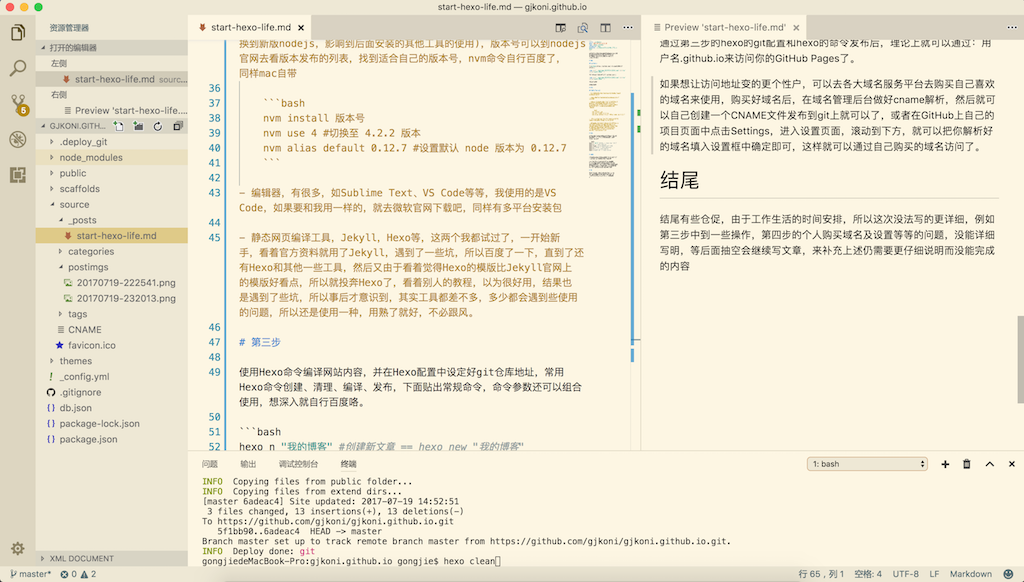 start-hexo-life.md — gjkoni.github.io
资源管理器
打开的编辑器
左侧
start-hexo-life.md sourc...
右侧
Preview 'start-hexo-life....
GJKONI.GITH...
.deploy_git
node_modules
public
scaffolds
source
_posts
start-hexo-life.md
categories
postimgs
20170719-222541.png
20170719-232013.png
tags
CNAME
favicon.ico
themes
_config.yml
.gitignore
db.json
package-lock.json
package.json
XML DOCUMENT
5
start-hexo-life.md
换到新版nodejs，影响到后面安装的其他工具的使用)，版本号可以到nodejs
官网去看版本发布的列表，找到适合自己的版本号，nvm命令自行百度了，
同样mac自带
36
37 ```bash
38 nvm install 版本号
39 nvm use 4 #切换至 4.2.2 版本
40 nvm alias default 0.12.7 #设置默认 node 版本为 0.12.7
41 ```
42
43 - 编辑器，有很多，如Sublime Text、VS Code等等，我使用的是VS
Code，如果要和我用一样的，就去微软官网下载吧，同样有多平台安装包
44
45 - 静态网页编译工具，Jekyll，Hexo等，这两个我都试过了，一开始新
手，看着官方资料就用了Jekyll，遇到了一些坑，所以百度了一下，直到了还
有Hexo和其他一些工具，然后又由于看着觉得Hexo的模版比Jekyll官网上
的模版好看点，所以就投奔Hexo了，看着别人的教程，以为很好用，结果也
是遇到了些坑，所以事后才意识到，其实工具都差不多，多少都会遇到些使用
的问题，所以还是使用一种，用熟了就好，不必跟风。
46
47 # 第三步
48
49 使用Hexo命令编译网站内容，并在Hexo配置中设定好git仓库地址，常用
Hexo命令创建、清理、编译、发布，下面贴出常规命令，命令参数还可以组合
使用，想深入就自行百度咯。
50
51 ```bash
52 hexo n "我的博客" #创建新文章 == hexo new "我的博客"
Preview 'start-hexo-life.md'
通过第三步的hexo的git配置和hexo的命令发布后，理论上就可以通过：用
户名.github.io来访问你的GitHub Pages了。
如果想让访问地址变的更个性户，可以去各大域名服务平台去购买自己喜欢
的域名来使用，购买好域名后，在域名管理后台做好cname解析，然后就可
以自己创建一个CNAME文件发布到git上就可以了，或者在GitHub上自己的
项目页面中点击Settings，进入设置页面，滚动到下方，就可以把你解析好
的域名填入设置框中确定即可，这样就可以通过自己购买的域名访问了。
结尾
结尾有些仓促，由于工作生活的时间安排，所以这次没法写的更详细，例如
第三步中到一些操作，第四步的个人购买域名及设置等等的问题，没能详细
写明，等后面抽空会继续写文章，来补充上述仍需要更仔细说明而没能完成
的内容
问题 输出 调试控制台 终端
1: bash
INFO Copying files from public folder...
INFO Copying files from extend dirs...
[master 6adeac4] Site updated: 2017-07-19 14:52:51
3 files changed, 13 insertions(+), 13 deletions(-)
To https://github.com/gjkoni/gjkoni.github.io.git
5f1bb90..6adeac4 HEAD -> master
Branch master set up to track remote branch master from https://github.com/gjkoni/gjkoni.github.io.git.
INFO Deploy done: git
gongjiedeMacBook-Pro:gjkoni.github.io gongjie$ hexo clean
master* 0 2
行 65，列 1 空格: 4 UTF-8 LF Markdown